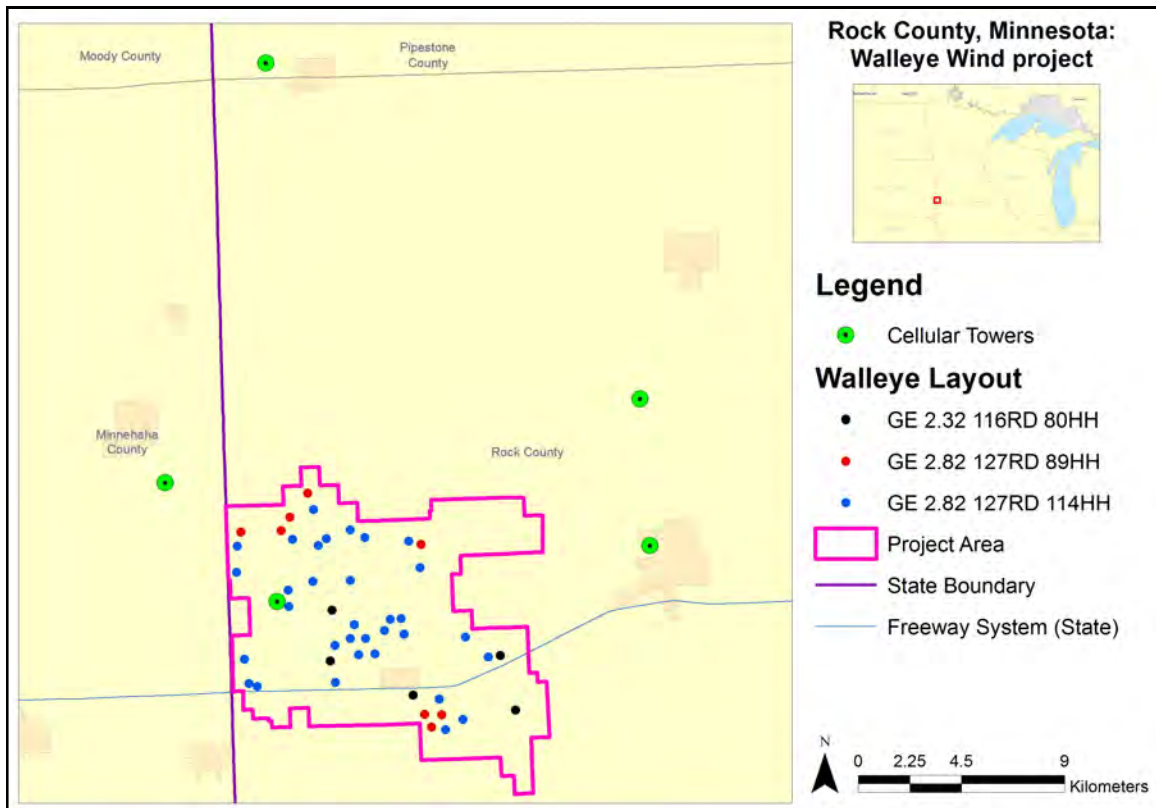 Moody County
Pipestone
County
Minnehaha
County
Rock County
Rock County, Minnesota:
Walleye Wind project
Legend
Cellular Towers
Walleye Layout
GE 2.32 116RD 80HH
GE 2.82 127RD 89HH
GE 2.82 127RD 114HH
Project Area
State Boundary
Freeway System (State)
N
0 2.25 4.5 9
Kilometers